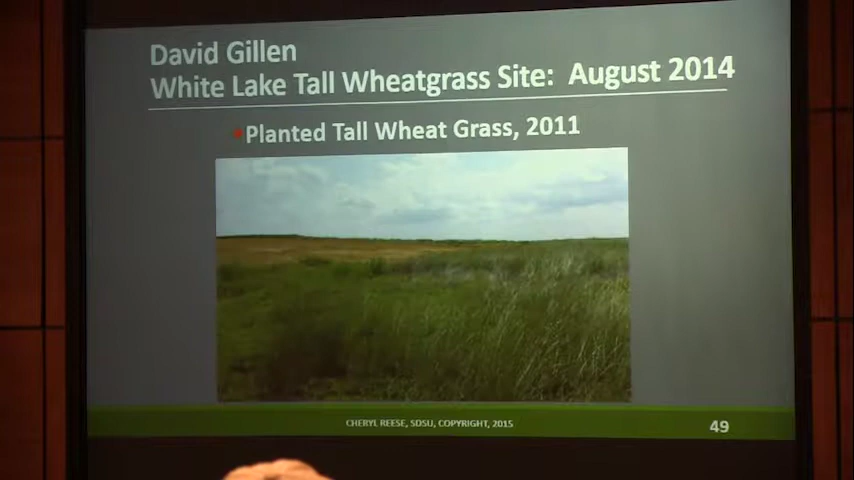 David Gillen
White Lake Tall Wheatgrass Site: August 2014
Planted Tall Wheat Grass, 2011
CHERYL REESE, SDSU, COPYRIGHT, 2015
49